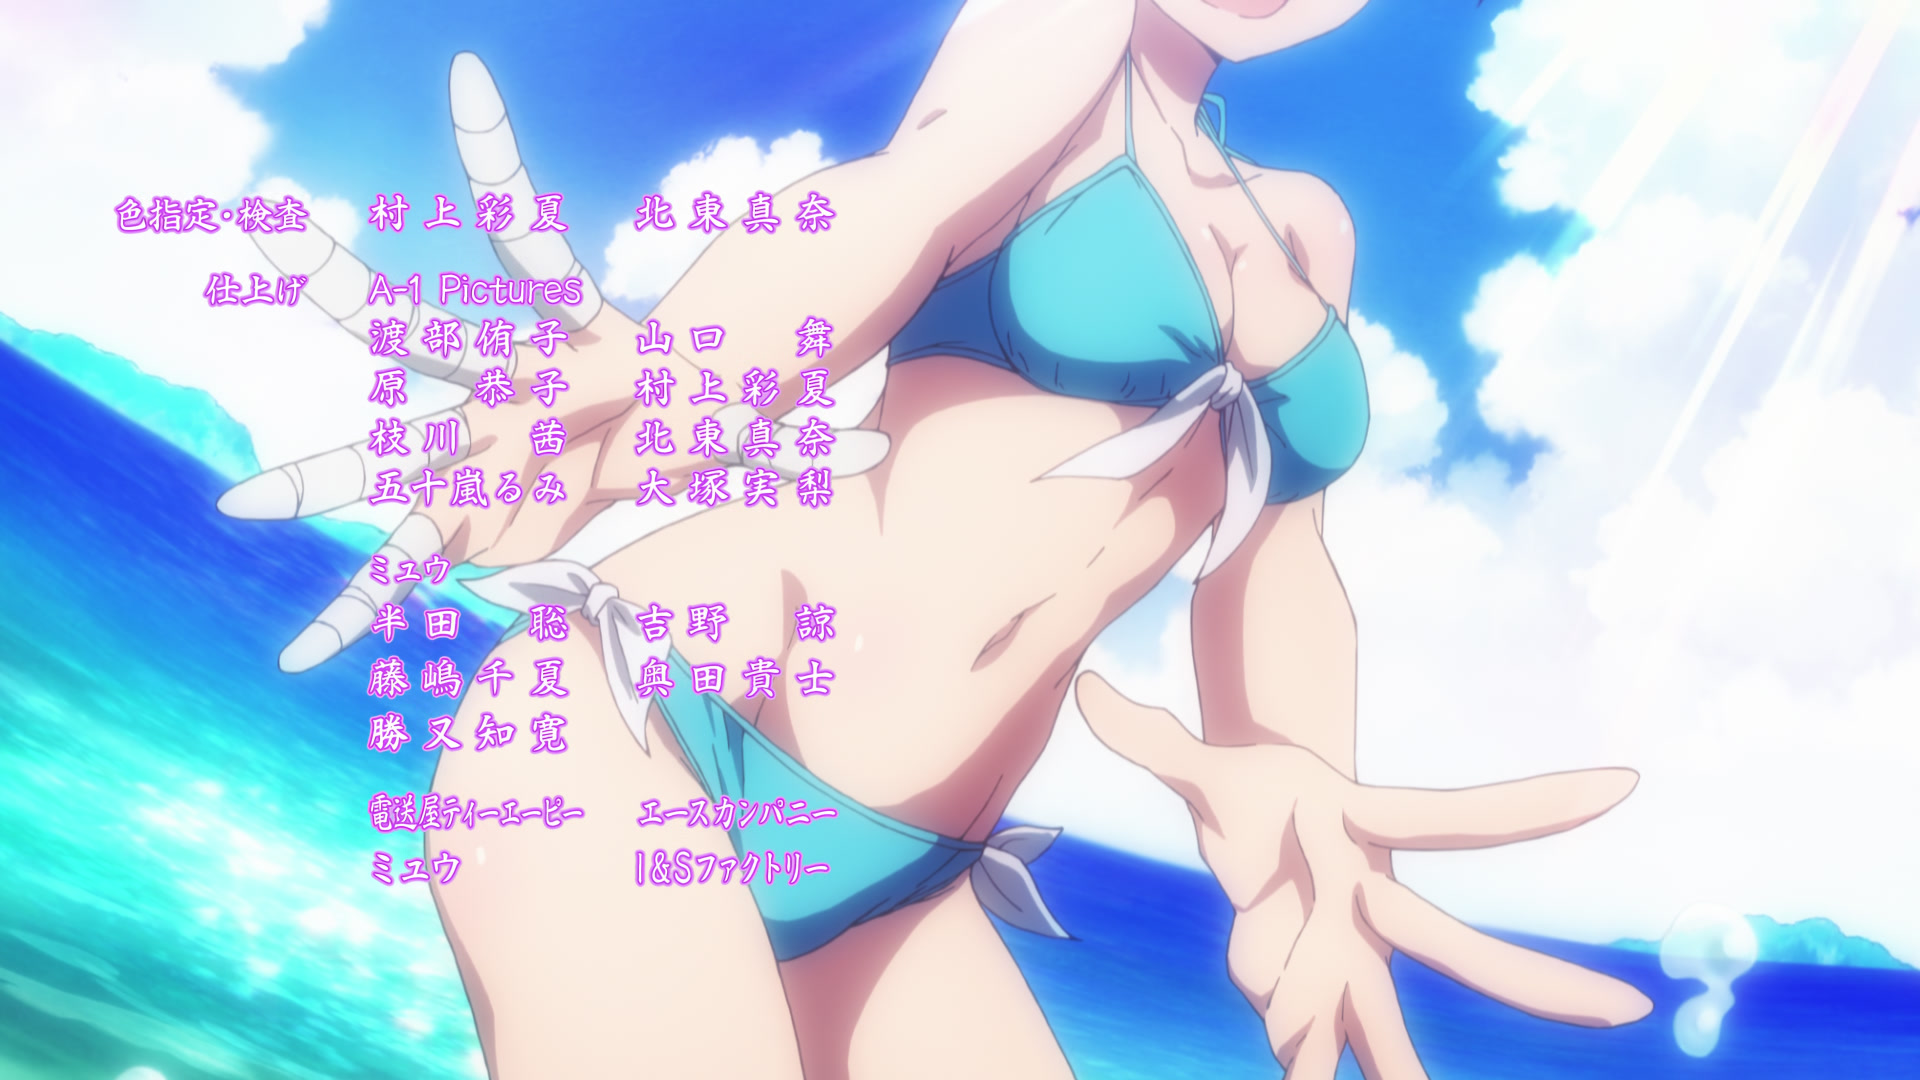 色指定・検査 村上彩夏 北東真奈
仕上げ A-1 Pictures
渡部侑子 山口 舞
原 恭子 村上彩夏
枝川 茜 北東真奈
五十嵐るみ 大塚実梨
ミュウ
半田 聡 吉野 諒
藤嶋千夏 奥田貴士
勝又知寛
電送屋ティーエーピー エースカンパニー
ミュウ I&Sファクトリー